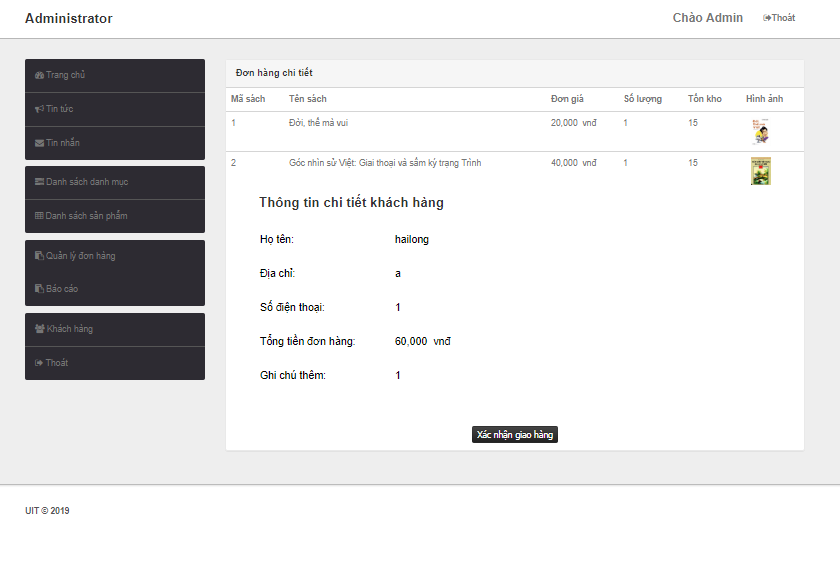 Administrator
Chào Admin
Thoát
Trang chủ
Tin tức
Tin nhắn
Danh sách danh mục
Danh sách sản phẩm
Quản lý đơn hàng
Báo cáo
Khách hàng
Thoát
Đơn hàng chi tiết
Mã sách Tên sách Đơn giá Số lượng Tồn kho Hình ảnh
1 Đời, thế mà vui 20,000 vnđ 1 15
2 Góc nhìn sử Việt: Giai thoại và sấm ký trạng Trình 40,000 vnđ 1 15
Thông tin chi tiết khách hàng
Họ tên: hailong
Địa chỉ: a
Số điện thoại: 1
Tổng tiền đơn hàng: 60,000 vnđ
Ghi chú thêm: 1
Xác nhận giao hàng
UIT © 2019